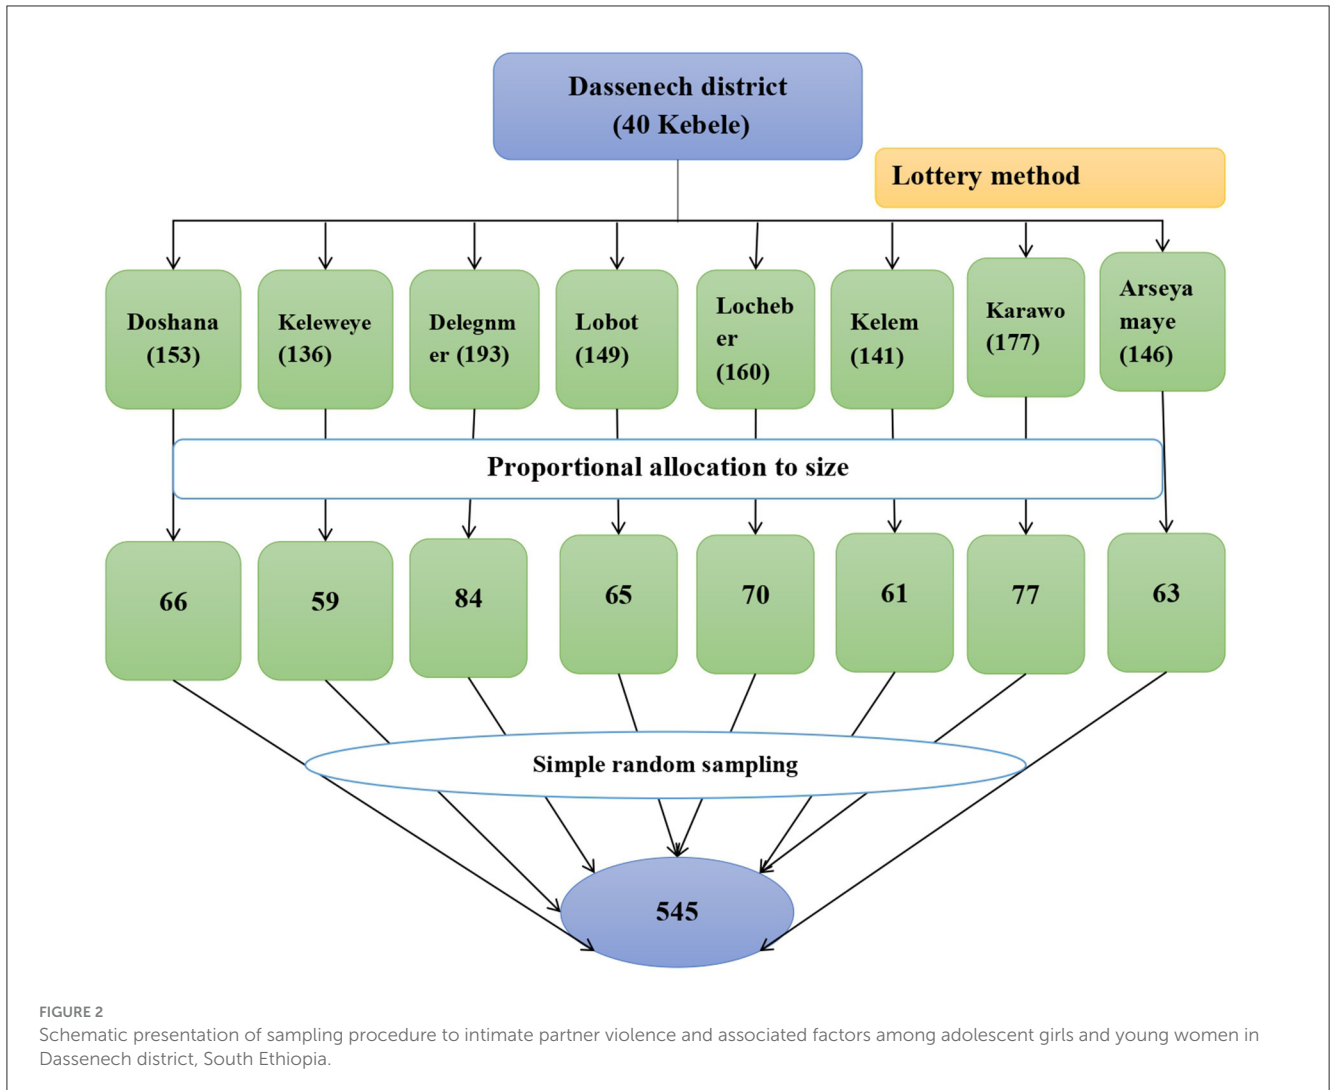 Dassenech district
(40 Kebele)
Lottery method
Doshana
(153)
Keleweye
(136)
Delegnm
er (193)
Lobot
(149)
Locheb
er
(160)
Kelem
(141)
Karawo
(177)
Arseya
maye
(146)
Proportional allocation to size
66
59
84
65
70
61
77
63
Simple random sampling
545
FIGURE 2
Schematic presentation of sampling procedure to intimate partner violence and associated factors among adolescent girls and young women in
Dassenech district, South Ethiopia.